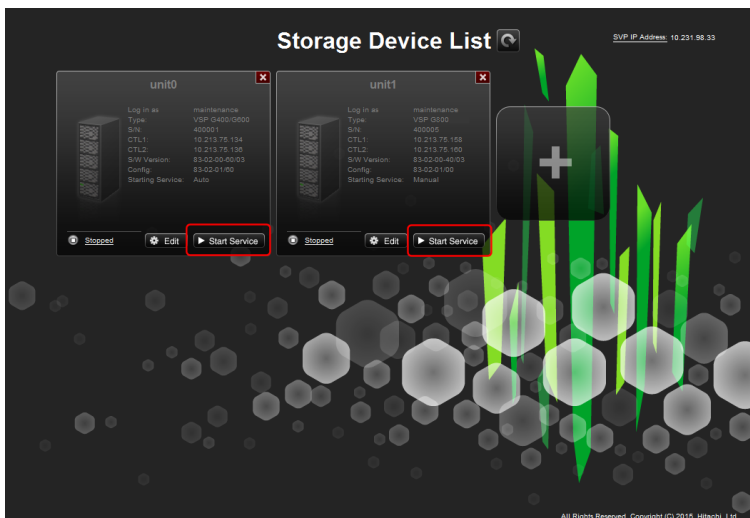 Storage Device List
SVP IP Address: 10.231.98.33
unit0
Log in as maintenance
Type: VSP G400/G600
S/N: 400001
CTL1: 10.213.75.134
CTL2: 10.213.75.136
S/W Version: 83-02-00-60/03
Config: 83-02-01/60
Starting Service: Auto
Stopped
Edit
Start Service
unit1
Log in as maintenance
Type: VSP G800
S/N: 400005
CTL1: 10.213.75.158
CTL2: 10.213.75.160
S/W Version: 83-02-00-40/03
Config: 83-02-01/00
Starting Service: Manual
Stopped
Edit
Start Service
All Rights Reserved. Copyright (C) 2015, Hitachi, Ltd.